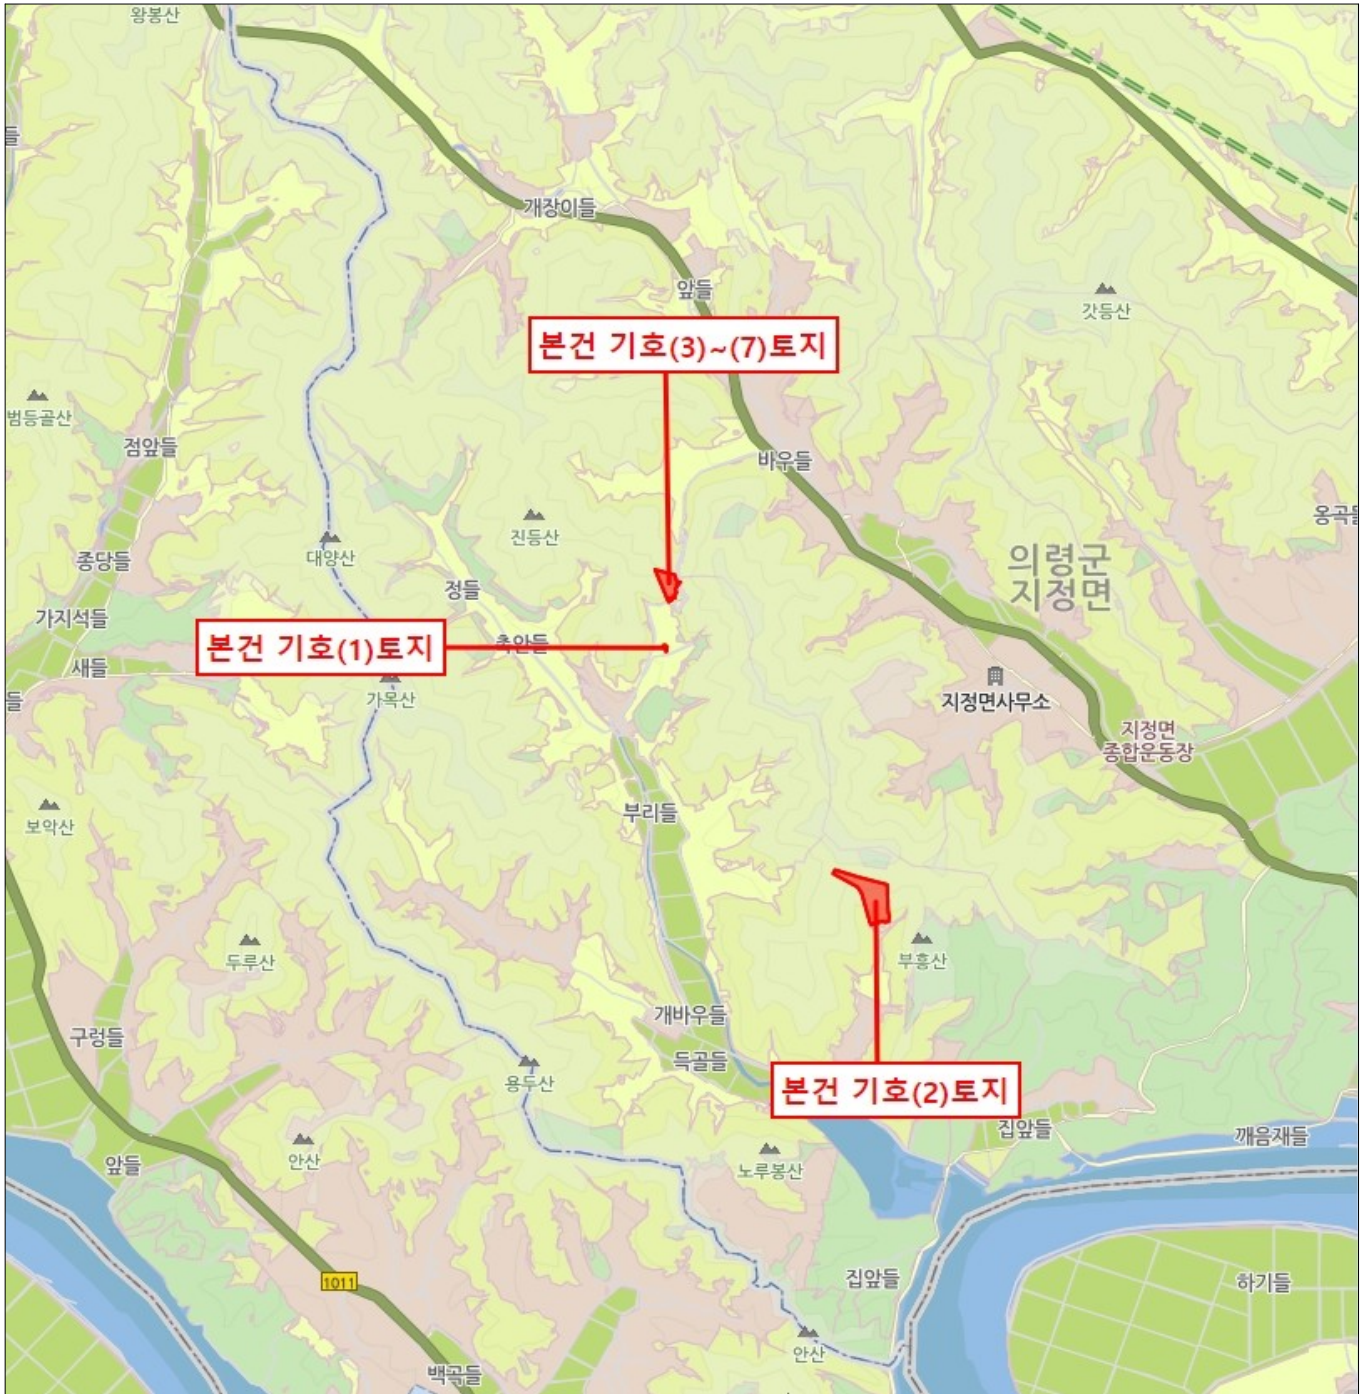 왕봉산
들
개장이들
앞들
갓등산
본건 기호(3)~(7)토지
범등골산
점앞들
바우들
진등산
대양산
종당들
정들
의령군
지정면
가지석들
본건 기호(1)토지
새들
들
가목산
지정면사무소
지정면
종합운동장
보악산
부리들
두루산
부흥산
구렁들
개바우들
득골들
용두산
본건 기호(2)토지
집앞들
깨음재들
안산
앞들
노루봉산
집앞들
하기들
1011
안산
백곡들